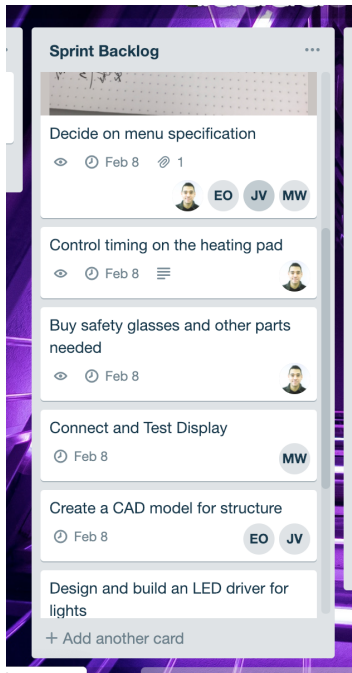 Sprint Backlog
Decide on menu specification
Feb 8 1
EO JV MW
Control timing on the heating pad
Feb 8
Buy safety glasses and other parts
needed
Feb 8
Connect and Test Display
Feb 8
MW
Create a CAD model for structure
Feb 8
EO JV
Design and build an LED driver for
lights
+ Add another card